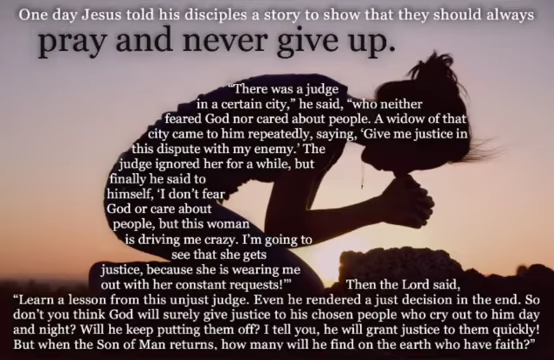 One day Jesus told his disciples a story to show that they should always
pray and never give up.
“There was a judge
in a certain city,” he said, “who neither
feared God nor cared about people. A widow of that
city came to him repeatedly, saying, ‘Give me justice in
this dispute with my enemy.’ The
judge ignored her for a while, but
finally he said to
himself, ‘I don’t fear
God or care about
people, but this woman
is driving me crazy. I’m going to
see that she gets
justice, because she is wearing me
out with her constant requests!’” Then the Lord said,
“Learn a lesson from this unjust judge. Even he rendered a just decision in the end. So
don’t you think God will surely give justice to his chosen people who cry out to him day
and night? Will he keep putting them off? I tell you, he will grant justice to them quickly!
But when the Son of Man returns, how many will he find on the earth who have faith?”